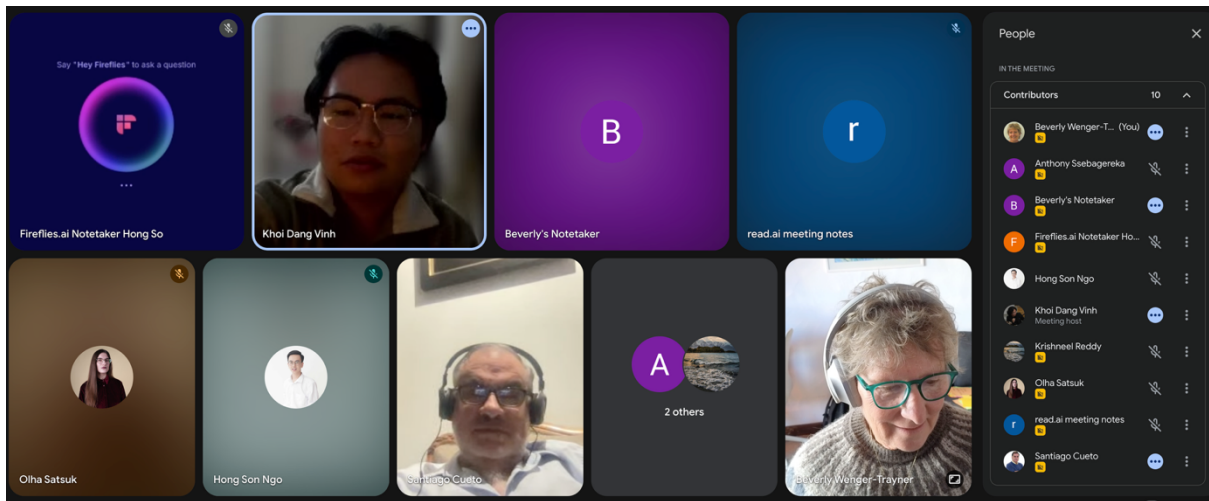 Say "Hey Fireflies" to ask a question
Fireflies.ai Notetaker Hong So
Khoi Dang Vinh
B
Beverly's Notetaker
r
read.ai meeting notes
Olha Satsuk
Hong Son Ngo
Santiago Cueto
A
2 others
Beverly Wenger-Trayner
People
IN THE MEETING
Contributors 10
Beverly Wenger-T... (You)
A
Anthony Ssebagereka
B
Beverly's Notetaker
F
Fireflies.ai Notetaker Ho...
Hong Son Ngo
Khoi Dang Vinh
Meeting host
Krishneel Reddy
Olha Satsuk
r
read.ai meeting notes
Santiago Cueto